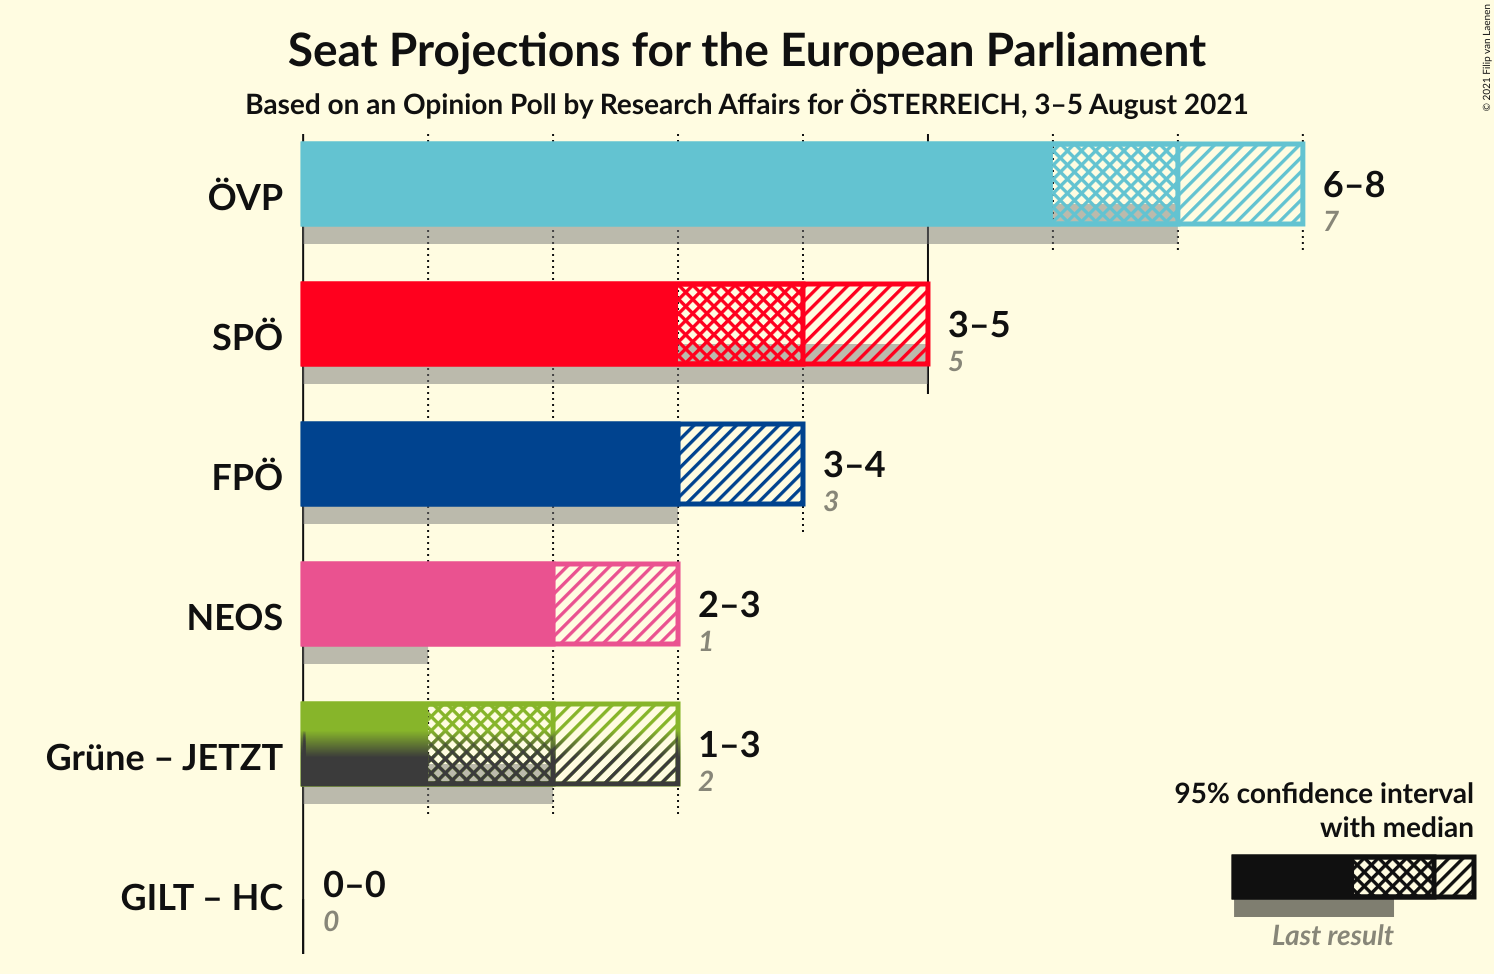 Seat Projections for the European Parliament
Based on an Opinion Poll by Research Affairs for ÖSTERREICH, 3–5 August 2021
© 2021 Filip van Laenen
ÖVP
6–8
7
SPÖ
3–5
5
FPÖ
3–4
3
NEOS
2–3
1
Grüne – JETZT
1–3
2
GILT – HC
0–0
0
95% confidence interval
with median
Last result